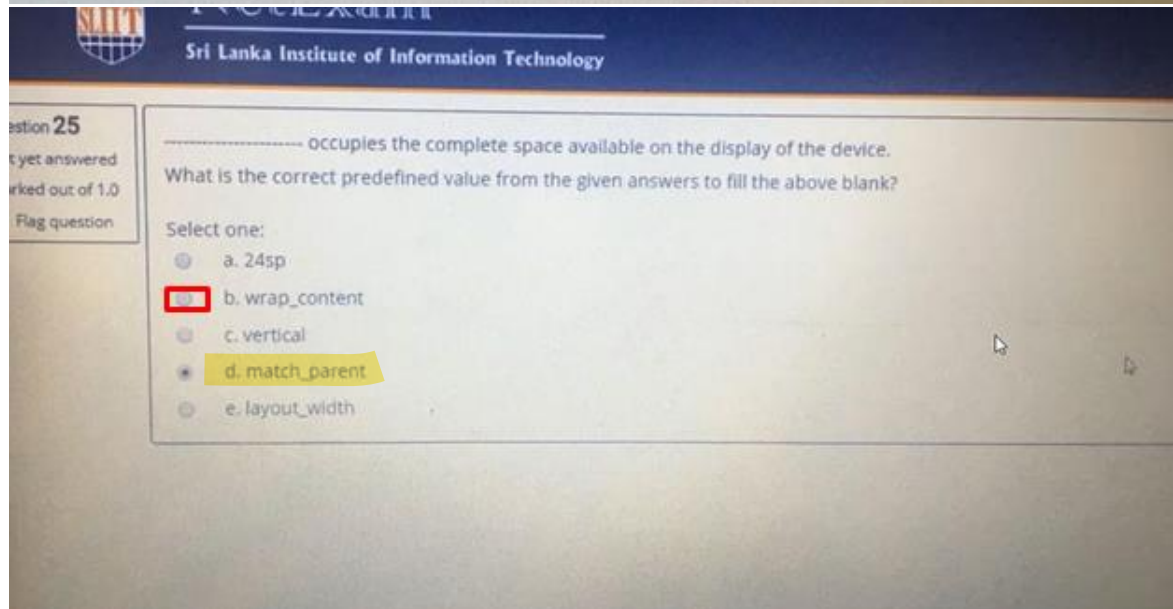 SLIIT
Sri Lanka Institute of Information Technology
estion 25
t yet answered
rked out of 1.0
Flag question
---------------------- occupies the complete space available on the display of the device.
What is the correct predefined value from the given answers to fill the above blank?
Select one:
a. 24sp
b. wrap_content
c. vertical
d. match_parent
e. layout_width